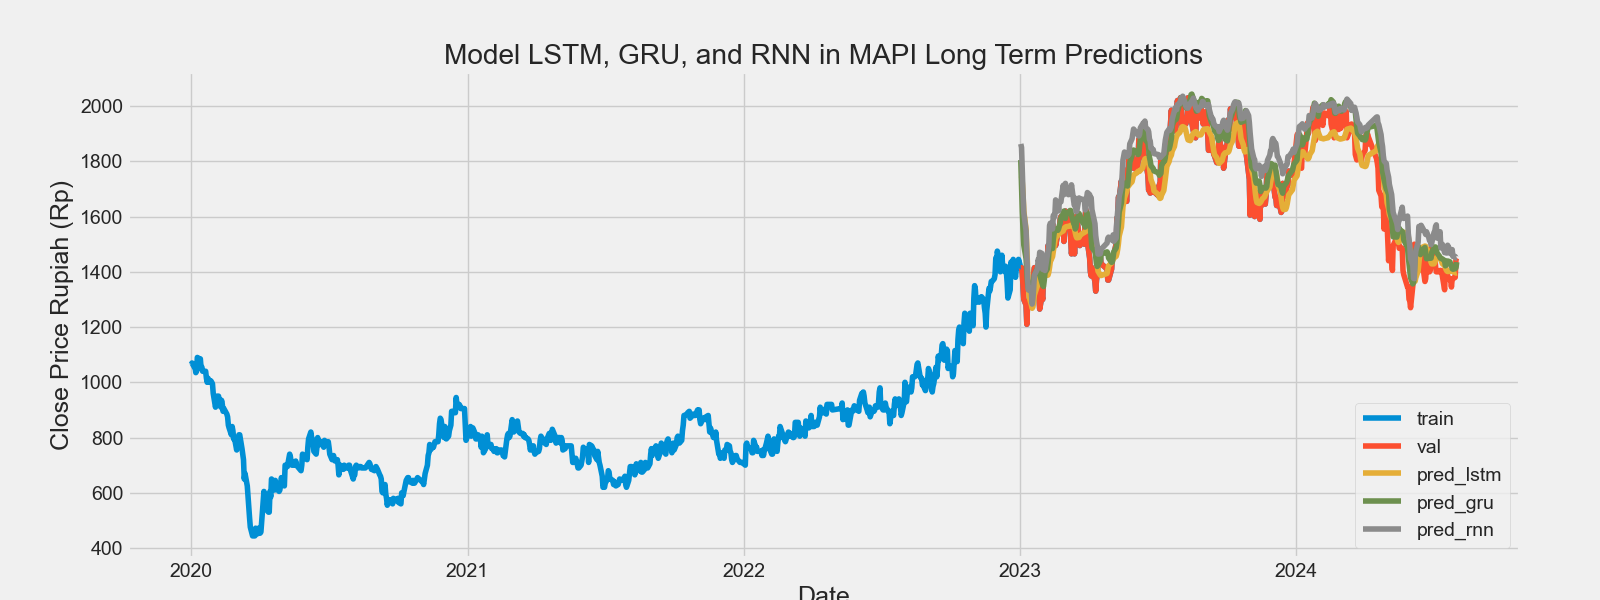 Model LSTM, GRU, and RNN in MAPI Long Term Predictions
Close Price Rupiah (Rp)
2000
1800
1600
1400
1200
1000
800
600
400
train
val
pred_lstm
pred_gru
pred_rnn
2020 2021 2022 2023 2024
Date